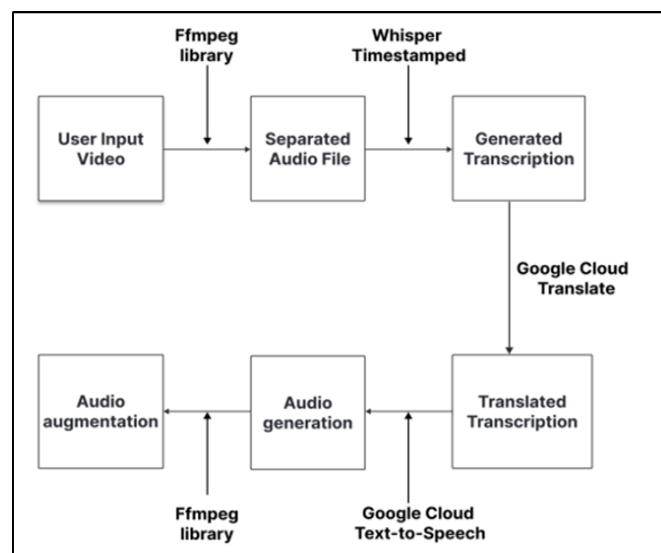 Ffmpeg
library
Whisper
Timestamped
User Input
Video
Separated
Audio File
Generated
Transcription
Google Cloud
Translate
Audio
augmentation
Audio
generation
Translated
Transcription
Ffmpeg
library
Google Cloud
Text-to-Speech